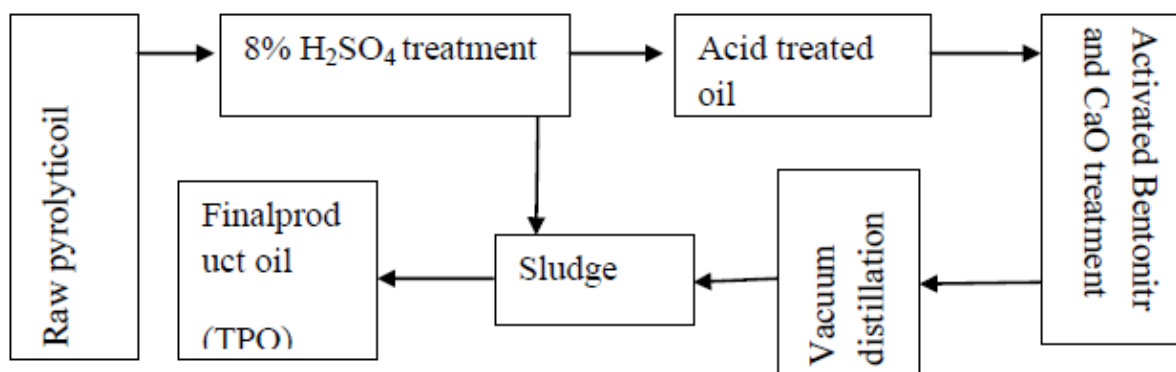 Raw pyrolyticoil
8% H₂SO₄ treatment
Acid treated
oil
Activated Bentonitr
and CaO treatment
Vacuum
distillation
Sludge
Finalprod
uct oil
(TPO)